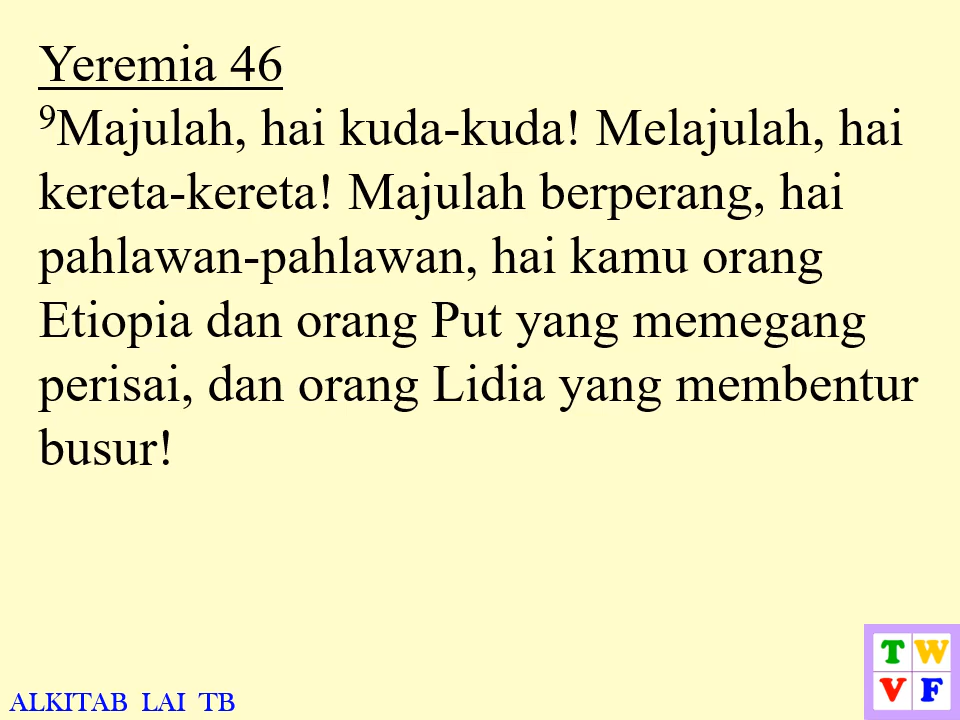 Yeremia 46
9Majulah, hai kuda-kuda! Melajulah, hai
kereta-kereta! Majulah berperang, hai
pahlawan-pahlawan, hai kamu orang
Etiopia dan orang Put yang memegang
perisai, dan orang Lidia yang membentur
busur!
ALKITAB LAI TB
T W
V F